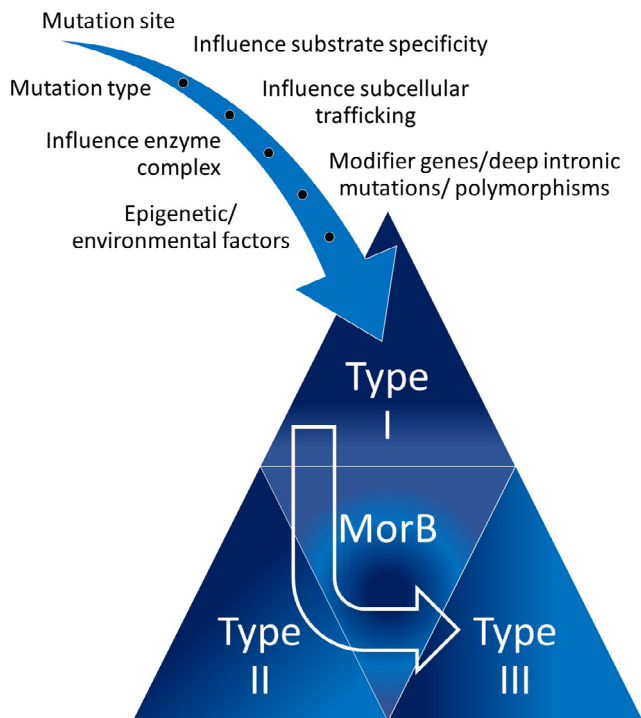 Mutation site
Influence substrate specificity
Mutation type
Influence subcellular
trafficking
Influence enzyme
complex
Modifier genes/deep intronic
mutations/ polymorphisms
Epigenetic/
environmental factors
Type
I
MorB
Type
II
Type
III